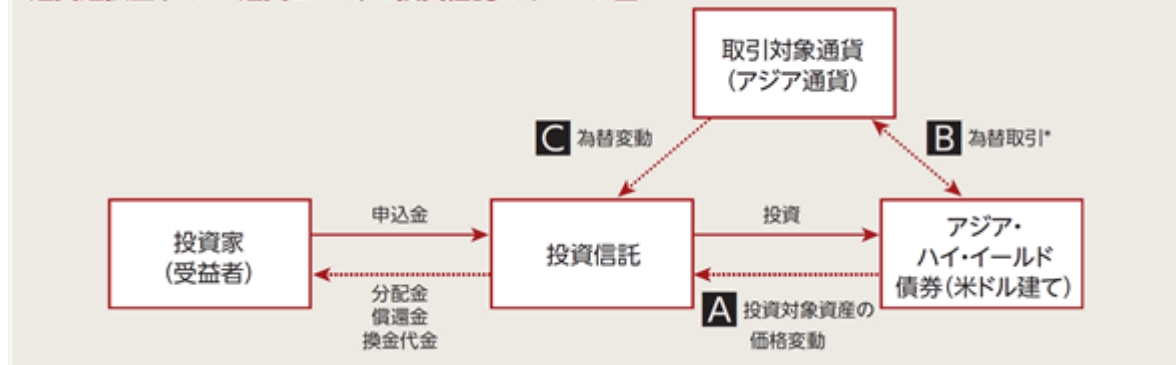 取引対象通貨
(アジア通貨)
C 為替変動
B 為替取引*
投資家
(受益者)
申込金
分配金
償還金
換金代金
投資信託
投資
A 投資対象資産の
価格変動
アジア・
ハイ・イールド
債券(米ドル建て)